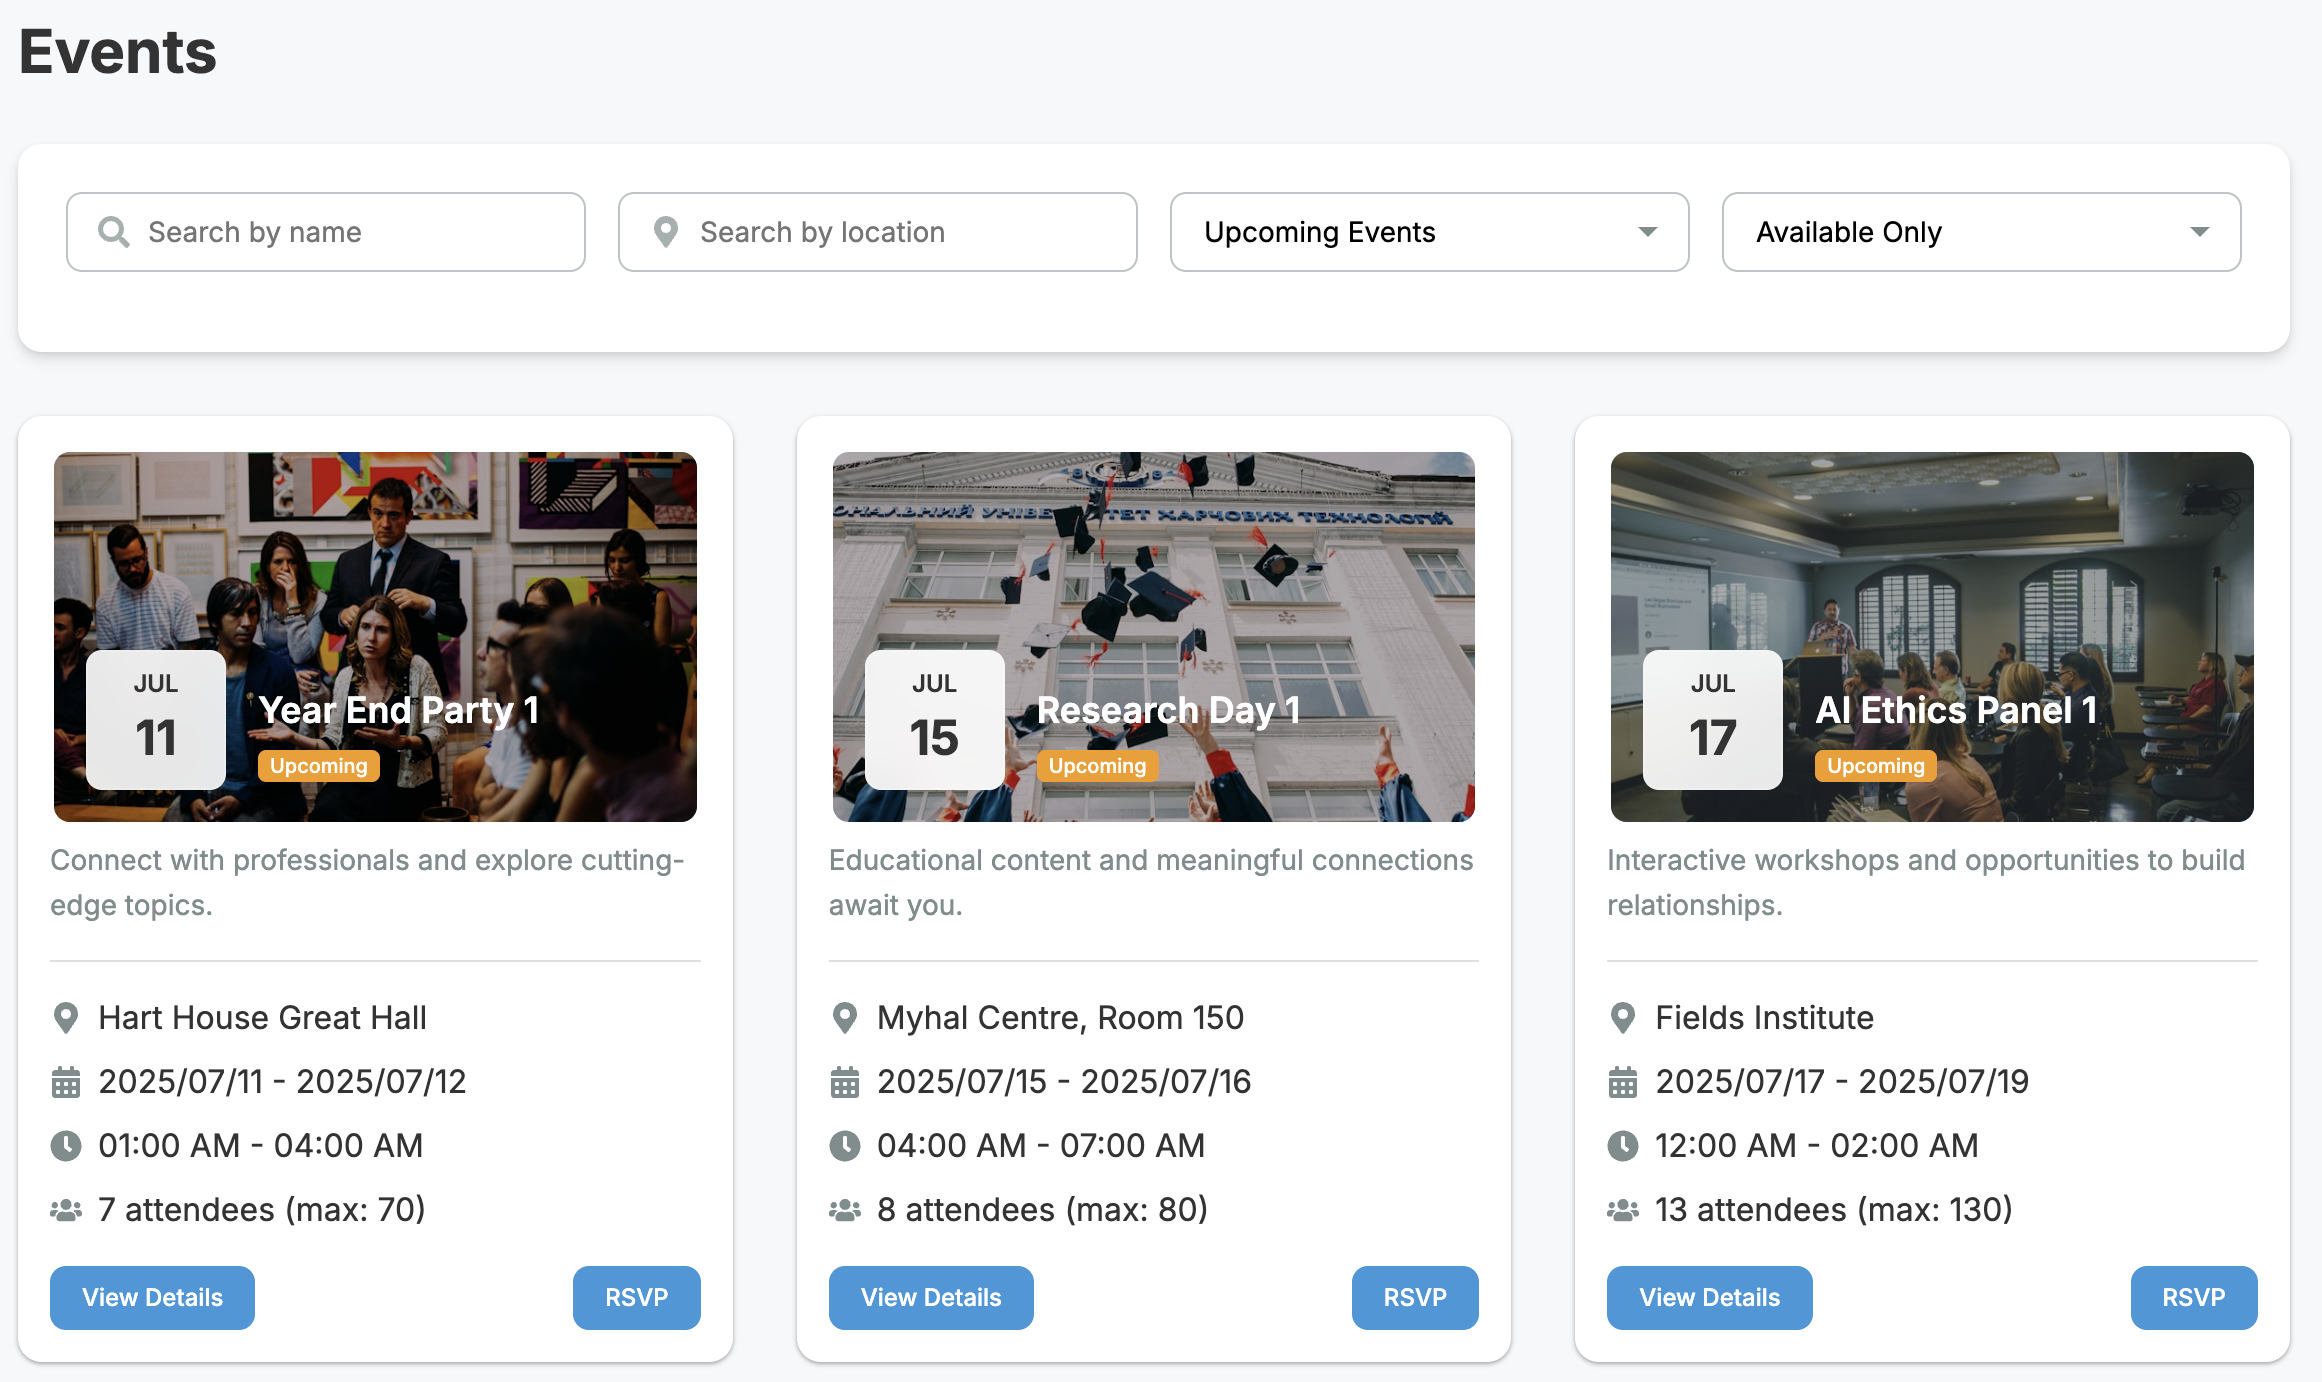 Events
Search by name
Search by location
Upcoming Events
Available Only
JUL
11
Year End Party 1
Upcoming
Connect with professionals and explore cutting-
edge topics.
Hart House Great Hall
2025/07/11 - 2025/07/12
01:00 AM - 04:00 AM
7 attendees (max: 70)
View Details
RSVP
ХАРЧОВИХ ТЕХНОЛОГІЙ
JUL
15
Research Day 1
Upcoming
Educational content and meaningful connections
await you.
Myhal Centre, Room 150
2025/07/15 - 2025/07/16
04:00 AM - 07:00 AM
8 attendees (max: 80)
View Details
RSVP
JUL
17
AI Ethics Panel 1
Upcoming
Interactive workshops and opportunities to build
relationships.
Fields Institute
2025/07/17 - 2025/07/19
12:00 AM - 02:00 AM
13 attendees (max: 130)
View Details
RSVP